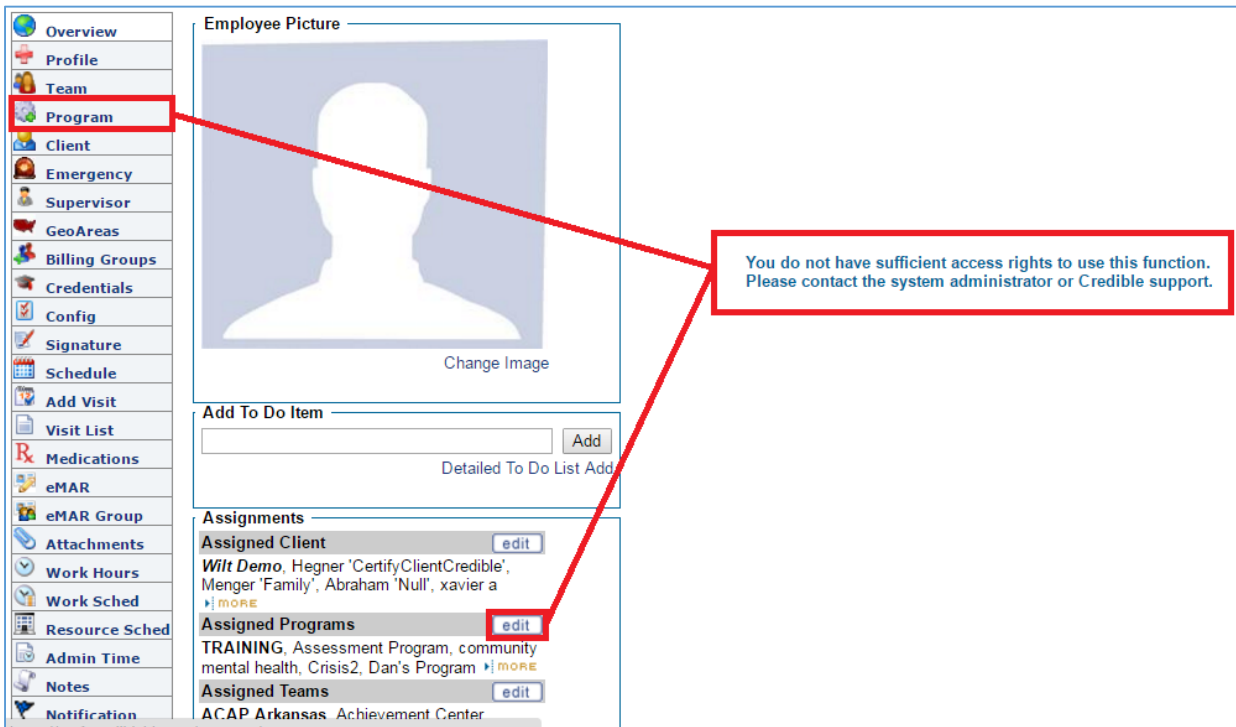 Overview
Profile
Team
Program
Client
Emergency
Supervisor
GeoAreas
Billing Groups
Credentials
Config
Signature
Schedule
Add Visit
Visit List
Medications
eMAR
eMAR Group
Attachments
Work Hours
Work Sched
Resource Sched
Admin Time
Notes
Notification
Employee Picture
Change Image
Add To Do Item
Add
Detailed To Do List Add
Assignments
Assigned Client edit
Wilt Demo, Hegner 'CertifyClientCredible',
Menger 'Family', Abraham 'Null', xavier a
MORE
Assigned Programs edit
TRAINING, Assessment Program, community
mental health, Crisis2, Dan's Program MORE
Assigned Teams edit
ACAP Arkansas, Achievement Center
You do not have sufficient access rights to use this function.
Please contact the system administrator or Credible support.